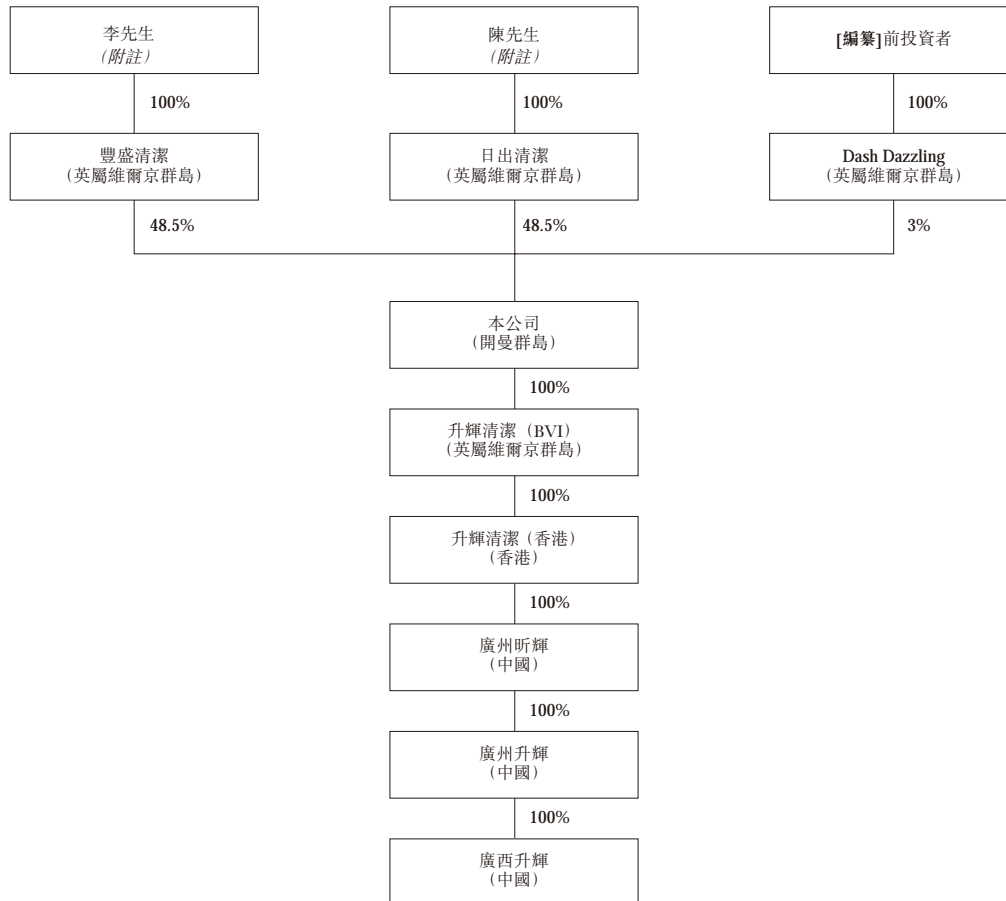 李先生
(附註)
陳先生
(附註)
[編纂]前投資者
100%
100%
100%
豐盛清潔
(英屬維爾京群島)
日出清潔
(英屬維爾京群島)
Dash Dazzling
(英屬維爾京群島)
48.5%
48.5%
3%
本公司
(開曼群島)
100%
升輝清潔（BVI）
(英屬維爾京群島)
100%
升輝清潔(香港)
(香港)
100%
廣州昕輝
(中國)
100%
廣州升輝
(中國)
100%
廣西升輝
(中國)